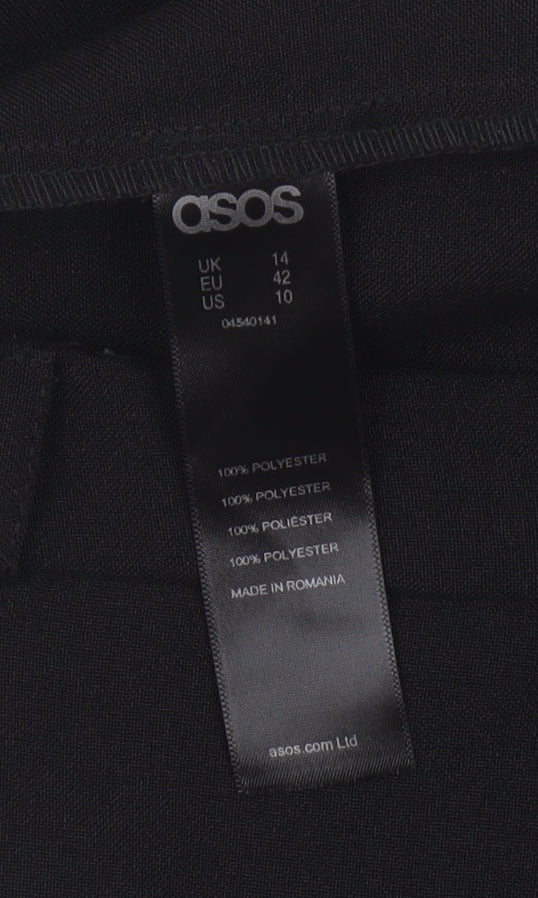 asos
UK 14
EU 42
US 10
04540141
100% POLYESTER
100% POLYESTER
100% POLIÉSTER
100% POLYESTER
MADE IN ROMANIA
asos.com Ltd